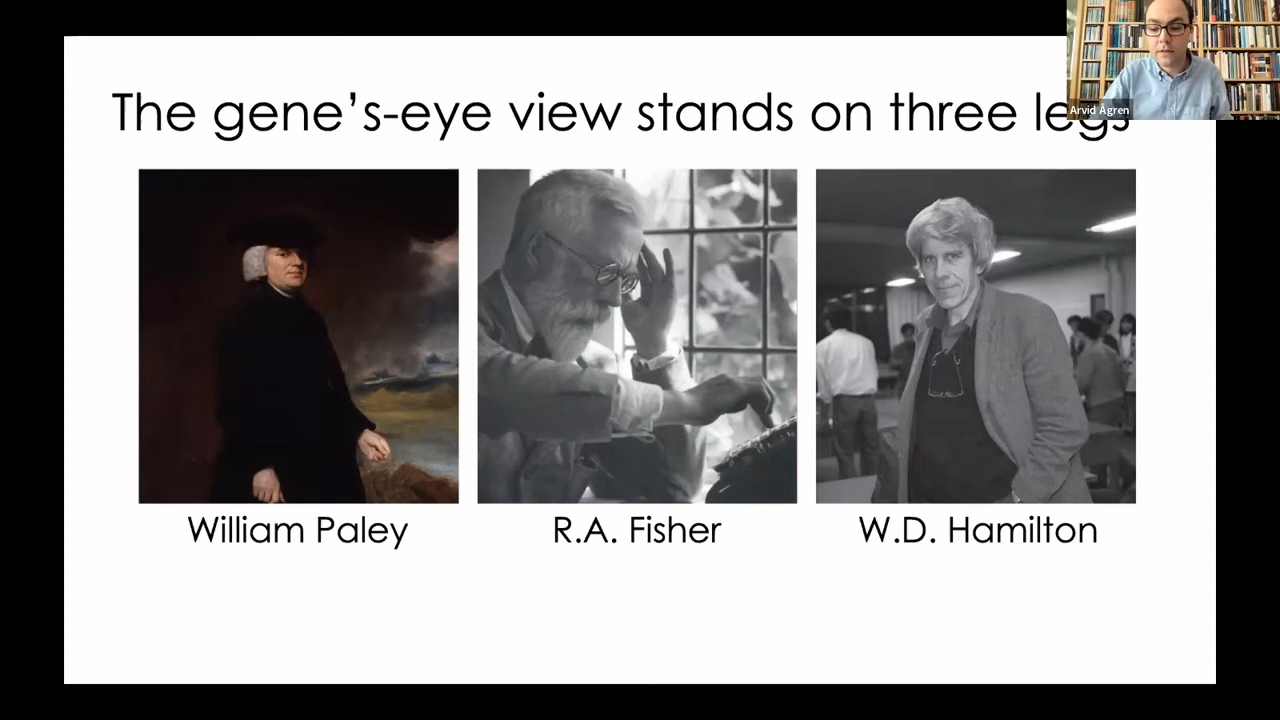 The gene's-eye view stands on three legs
Arvid Ågren
William Paley
R.A. Fisher
W.D. Hamilton